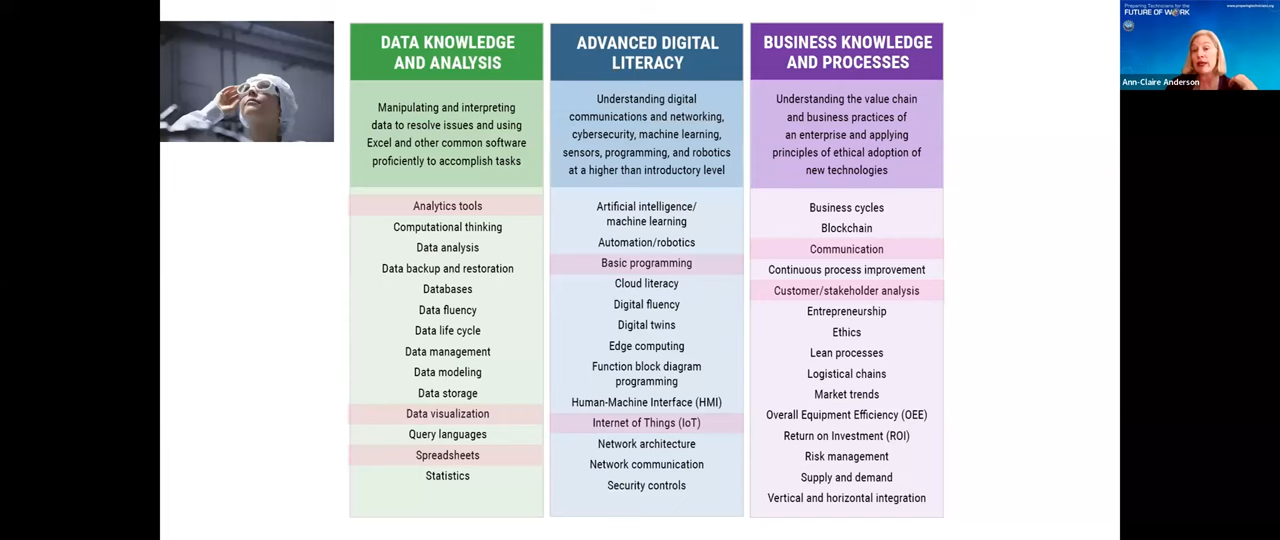 DATA KNOWLEDGE
AND ANALYSIS
Manipulating and interpreting
data to resolve issues and using
Excel and other common software
proficiently to accomplish tasks
Analytics tools
Computational thinking
Data analysis
Data backup and restoration
Databases
Data fluency
Data life cycle
Data management
Data modeling
Data storage
Data visualization
Query languages
Spreadsheets
Statistics
ADVANCED DIGITAL
LITERACY
Understanding digital
communications and networking,
cybersecurity, machine learning,
sensors, programming, and robotics
at a higher than introductory level
Artificial intelligence/
machine learning
Automation/robotics
Basic programming
Cloud literacy
Digital fluency
Digital twins
Edge computing
Function block diagram
programming
Human-Machine Interface (HMI)
Internet of Things (IoT)
Network architecture
Network communication
Security controls
BUSINESS KNOWLEDGE
AND PROCESSES
Understanding the value chain
and business practices of
an enterprise and applying
principles of ethical adoption of
new technologies
Business cycles
Blockchain
Communication
Continuous process improvement
Customer/stakeholder analysis
Entrepreneurship
Ethics
Lean processes
Logistical chains
Market trends
Overall Equipment Efficiency (OEE)
Return on Investment (ROI)
Risk management
Supply and demand
Vertical and horizontal integration
Preparing Technicians for the
FUTURE OF WORK
www.preparingtechnicians.org
Ann-Claire Anderson